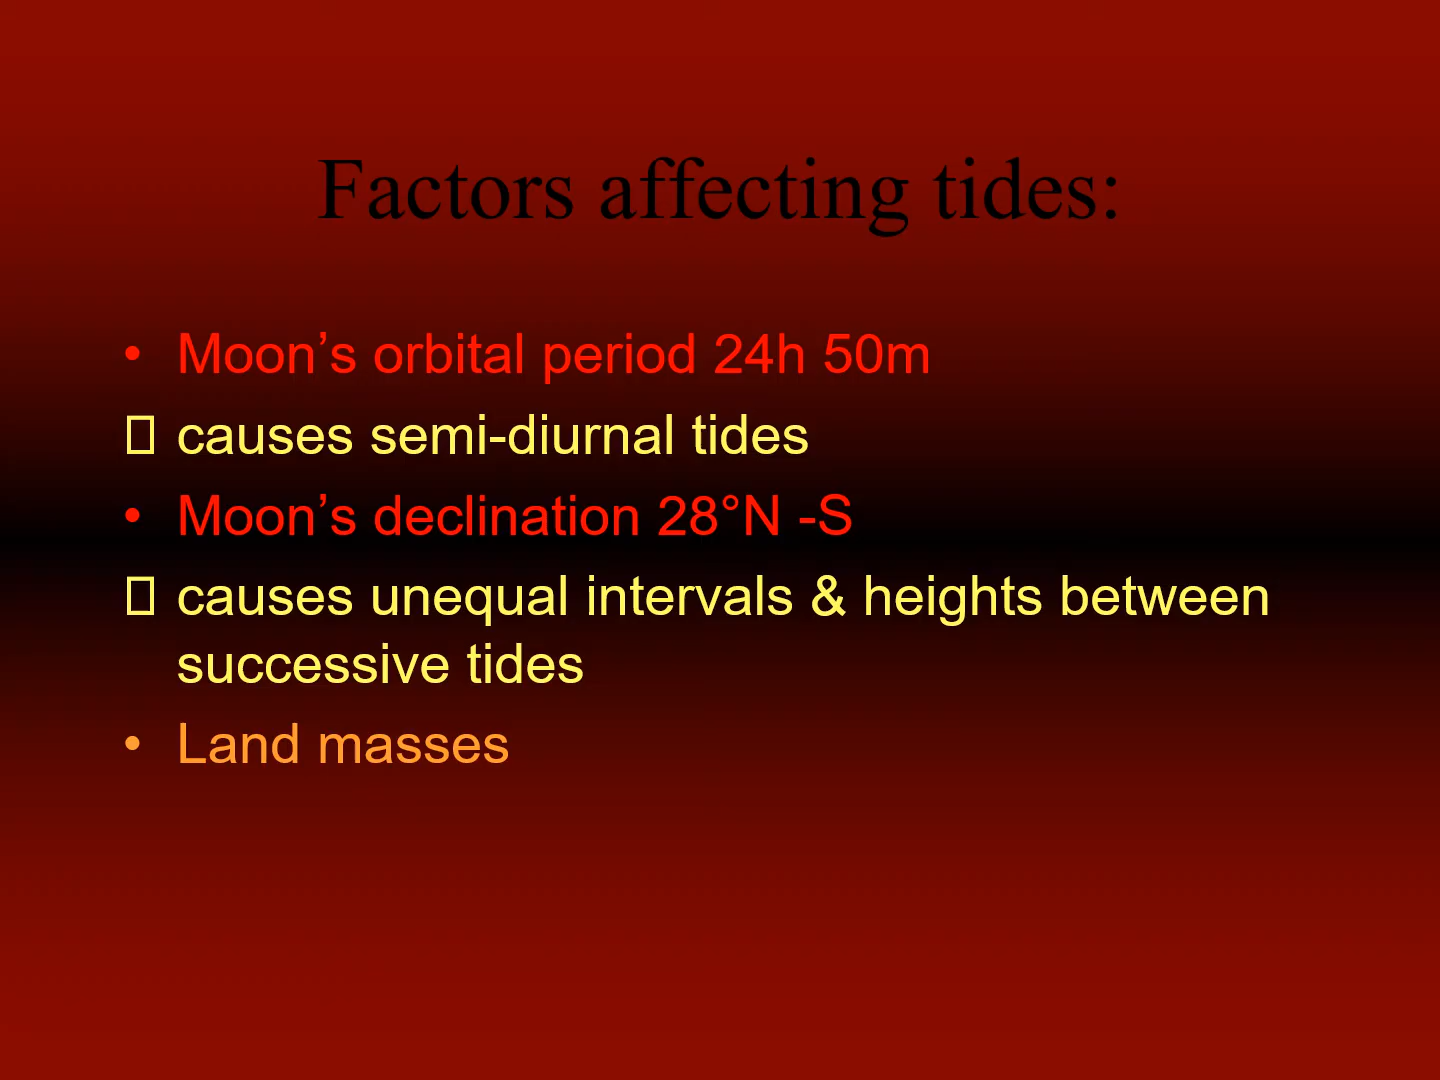 Factors affecting tides:
• Moon’s orbital period 24h 50m
causes semi-diurnal tides
• Moon’s declination 28°N -S
causes unequal intervals & heights between
successive tides
• Land masses